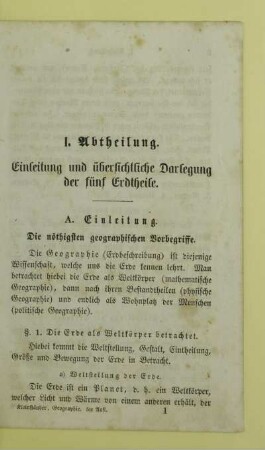 I. Abtheilung.
Einleitung und übersichtliche Darlegung
der fünf Erdtheile.
A. Einleitung.
Die nöthigsten geographischen Vorbegriffe.
Die Geographie (Erdbeschreibung) ist diejenige
Wissenschaft, welche uns die Erde kennen lehrt. Man
betrachtet hiebei die Erde als Weltkörper (mathematische
Geographie), dann nach ihren Bestandtheilen (physische
Geographie) und endlich als Wohnplatz der Menschen
(politische Geographie).
§. 1. Die Erde als Weltkörper betrachtet.
Hiebei kommt die Weltstellung, Gestalt, Eintheilung,
Größe und Bewegung der Erde in Betracht.
a) Weltstellung der Erde.
Die Erde ist ein Planet, d. h. ein Weltkörper,
welcher Licht und Wärme von einem anderen erhält, der
Geographie. Aufl. 1